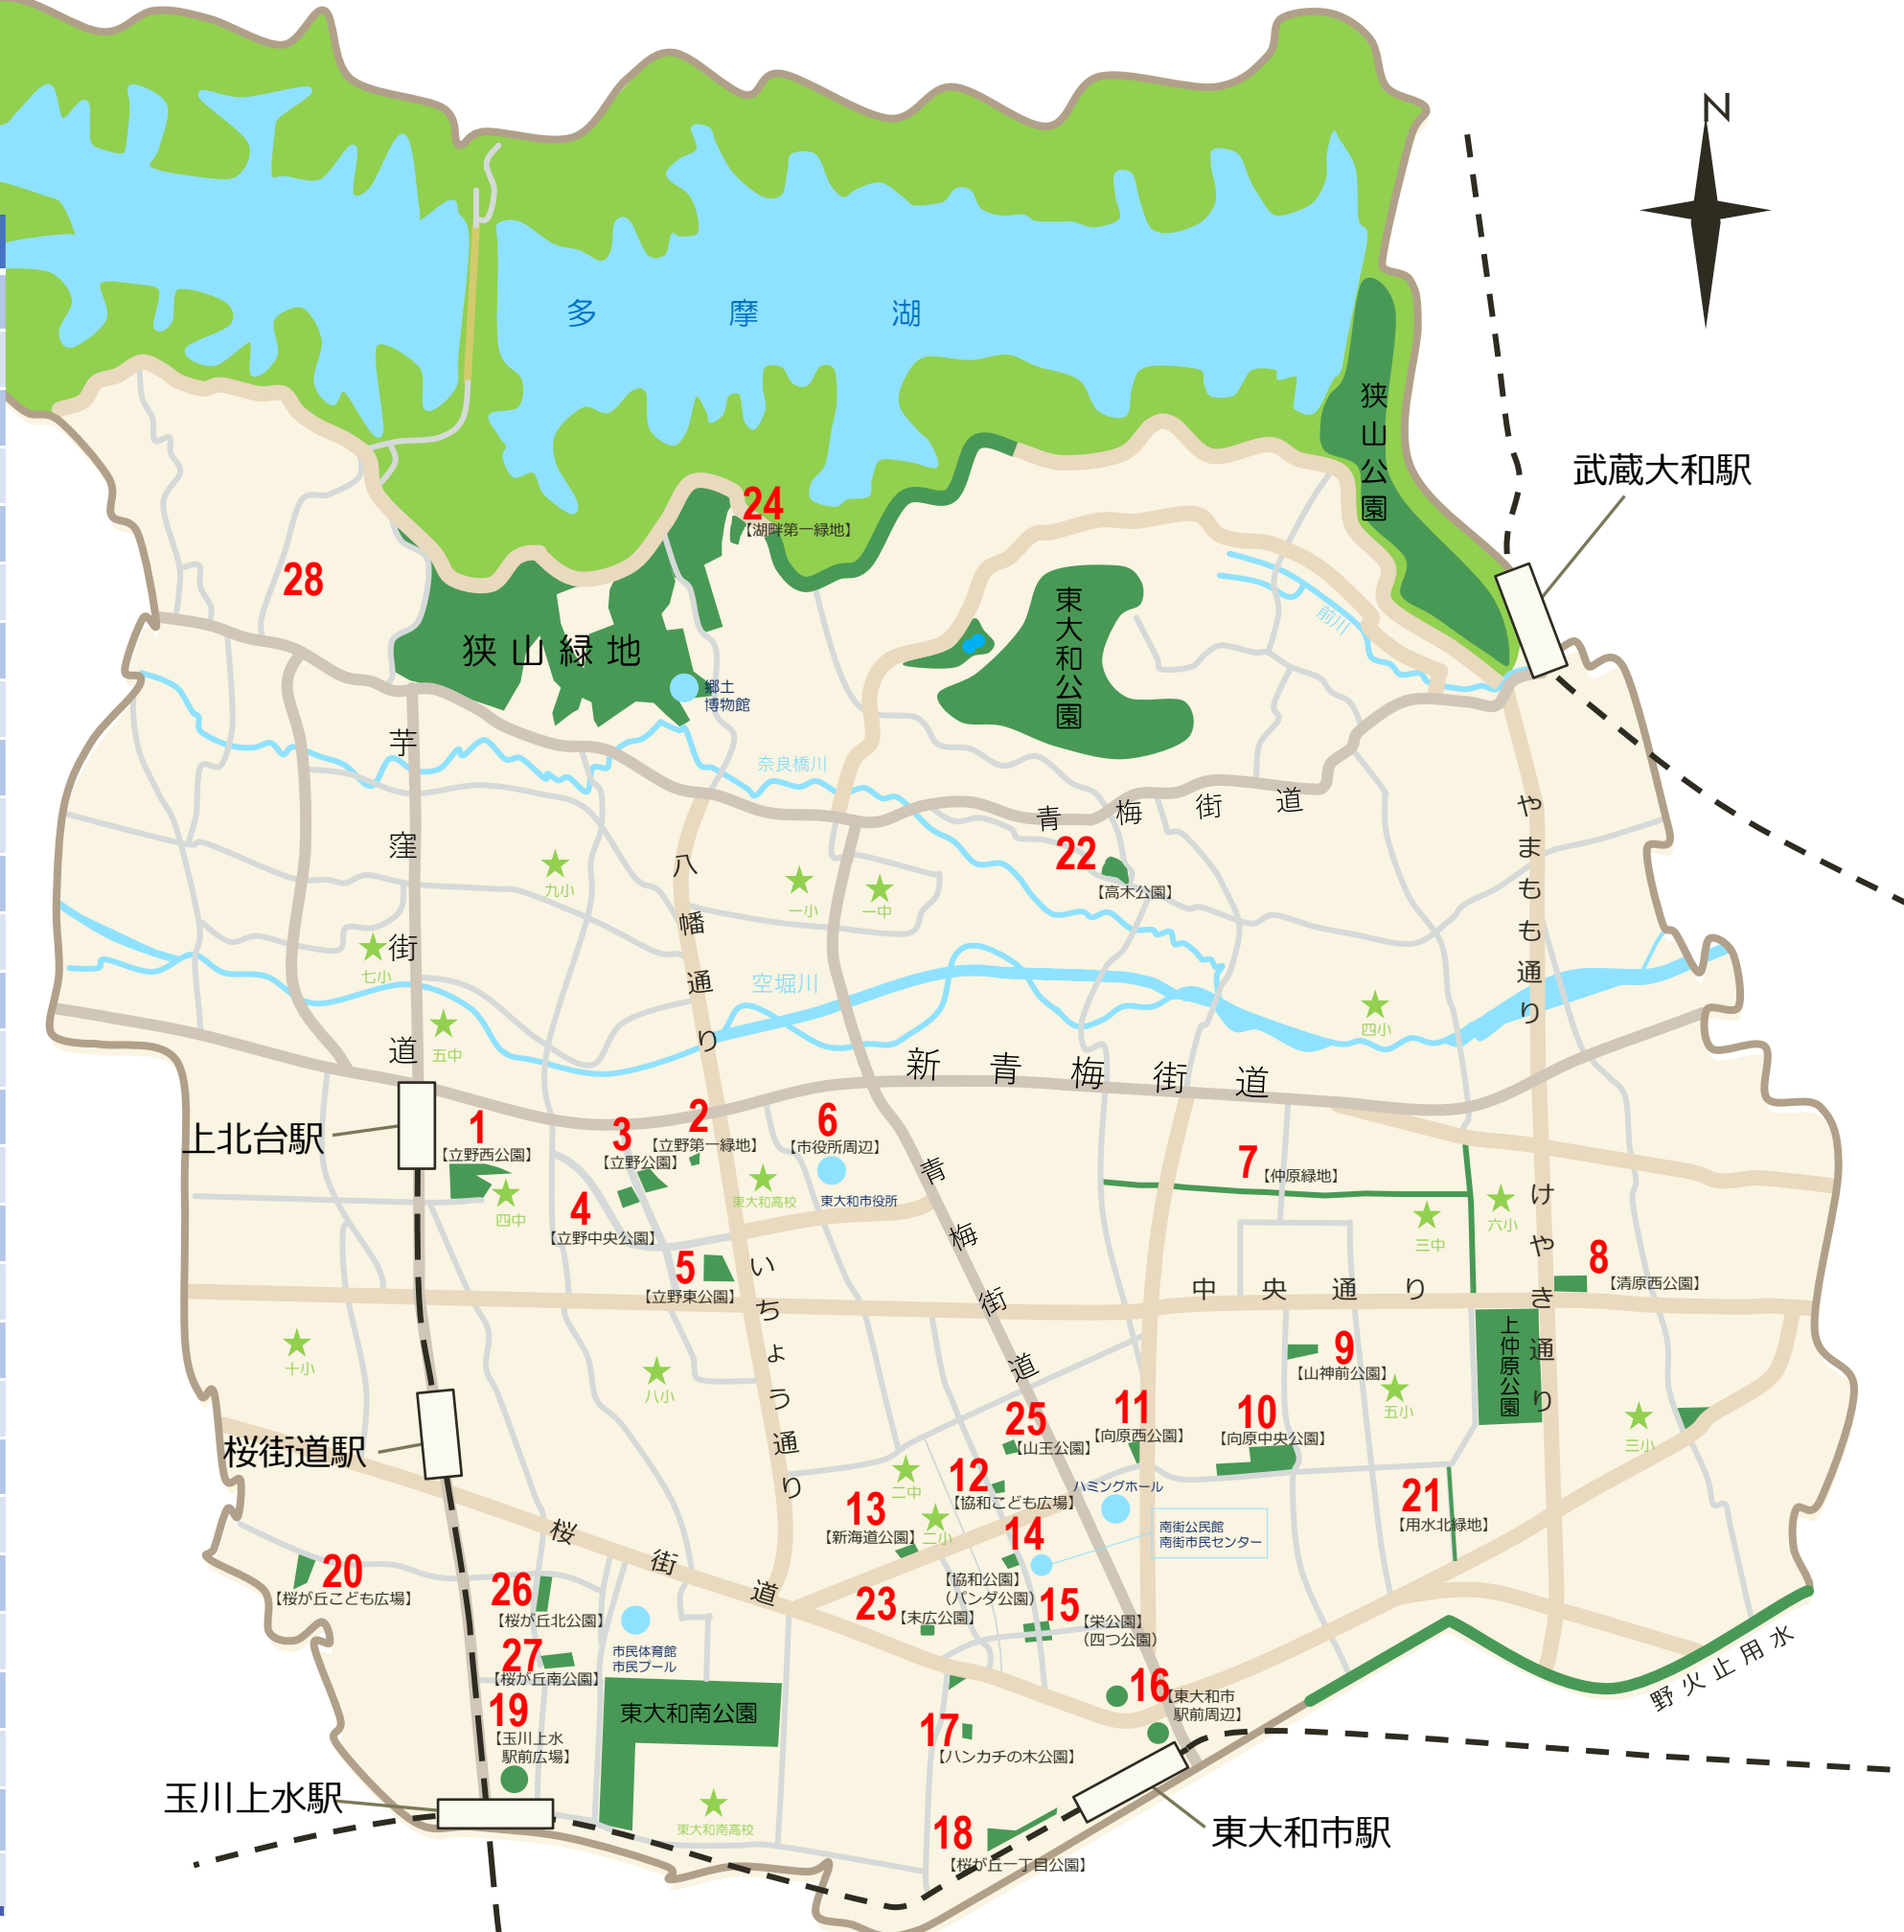 N
多摩湖
狭山公園
武蔵大和駅
24
【湖畔第一緑地】
28
狭山緑地
東大和公園
前川
郷土
博物館
芋窪街道
奈良橋川
青梅街道
やまもも通り
22
【高木公園】
八幡通り
九小
一小
一中
七小
空堀川
五中
四小
新青梅街道
上北台駅
1
【立野西公園】
四中
2
【立野第一緑地】
3
【立野公園】
4
【立野中央公園】
5
【立野東公園】
6
【市役所周辺】
東大和市役所
東大和高校
青梅街道
7
【仲原緑地】
三中
六小
けやき通り
8
【清原西公園】
中央通り
いちょう通り
上仲原公園
9
【山神前公園】
五小
三小
十小
八小
桜街道駅
25
【山王公園】
11
【向原西公園】
10
【向原中央公園】
12
【協和こども広場】
ハミングホール
二中
13
【新海道公園】
二小
14
【協和公園】
(パンダ公園)
南街公民館
南街市民センター
21
【用水北緑地】
桜街道
20
【桜が丘こども広場】
26
【桜が丘北公園】
27
【桜が丘南公園】
市民体育館
市民プール
23
【末広公園】
15
【栄公園】
(四つ公園)
16
【東大和市
駅前周辺】
野火止用水
19
【玉川上水
駅前広場】
東大和南公園
17
【ハンカチの木公園】
玉川上水駅
東大和南高校
18
【桜が丘一丁目公園】
東大和市駅